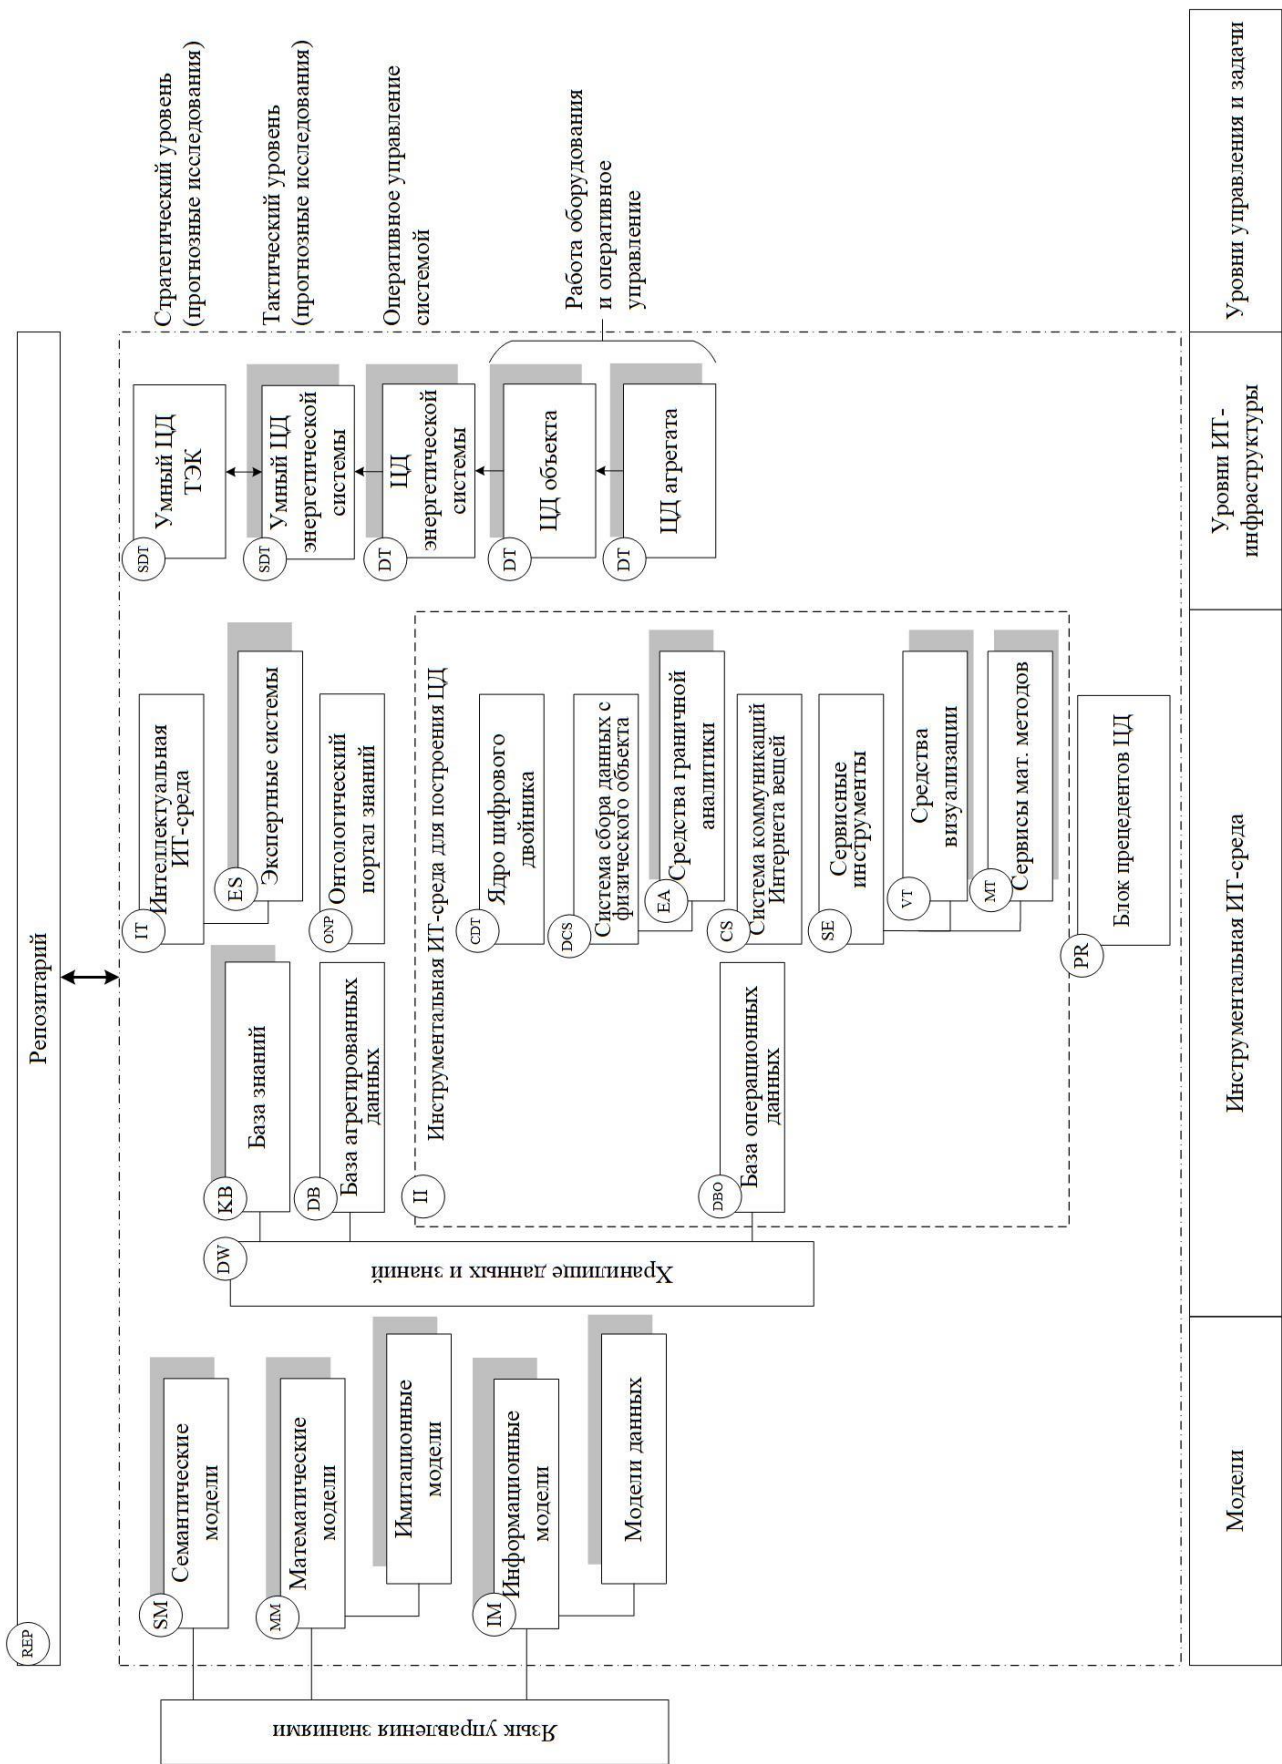 REP
Репозитарий
Язык управления знаниями
SM
Семантические
модели
MM
Математические
модели
Имитационные
модели
IM
Информационные
модели
Модели данных
DW
Хранилище данных и знаний
KB
База знаний
DB
База агрегированных
данных
IT
Интеллектуальная
ИТ-среда
ES
Экспертные системы
ONP
Онтологический
портал знаний
II
Инструментальная ИТ-среда для построения ЦД
CDT
Ядро цифрового
двойника
DCS
Система сбора данных с
физического объекта
EA
Средства граничной
аналитики
DBO
База операционных
данных
CS
Система коммуникаций
Интернета вещей
SE
Сервисные
инструменты
VT
Средства
визуализации
MT
Сервисы мат. методов
PR
Блок прецедентов ЦД
SDT
Умный ЦД
ТЭК
SDT
Умный ЦД
энергетической
системы
DT
ЦД
энергетической
системы
DT
ЦД объекта
DT
ЦД агрегата
Стратегический уровень
(прогнозные исследования)
Тактический уровень
(прогнозные исследования)
Оперативное управление
системой
Работа оборудования
и оперативное
управление
Модели
Инструментальная ИТ-среда
Уровни ИТ-
инфраструктуры
Уровни управления и задачи